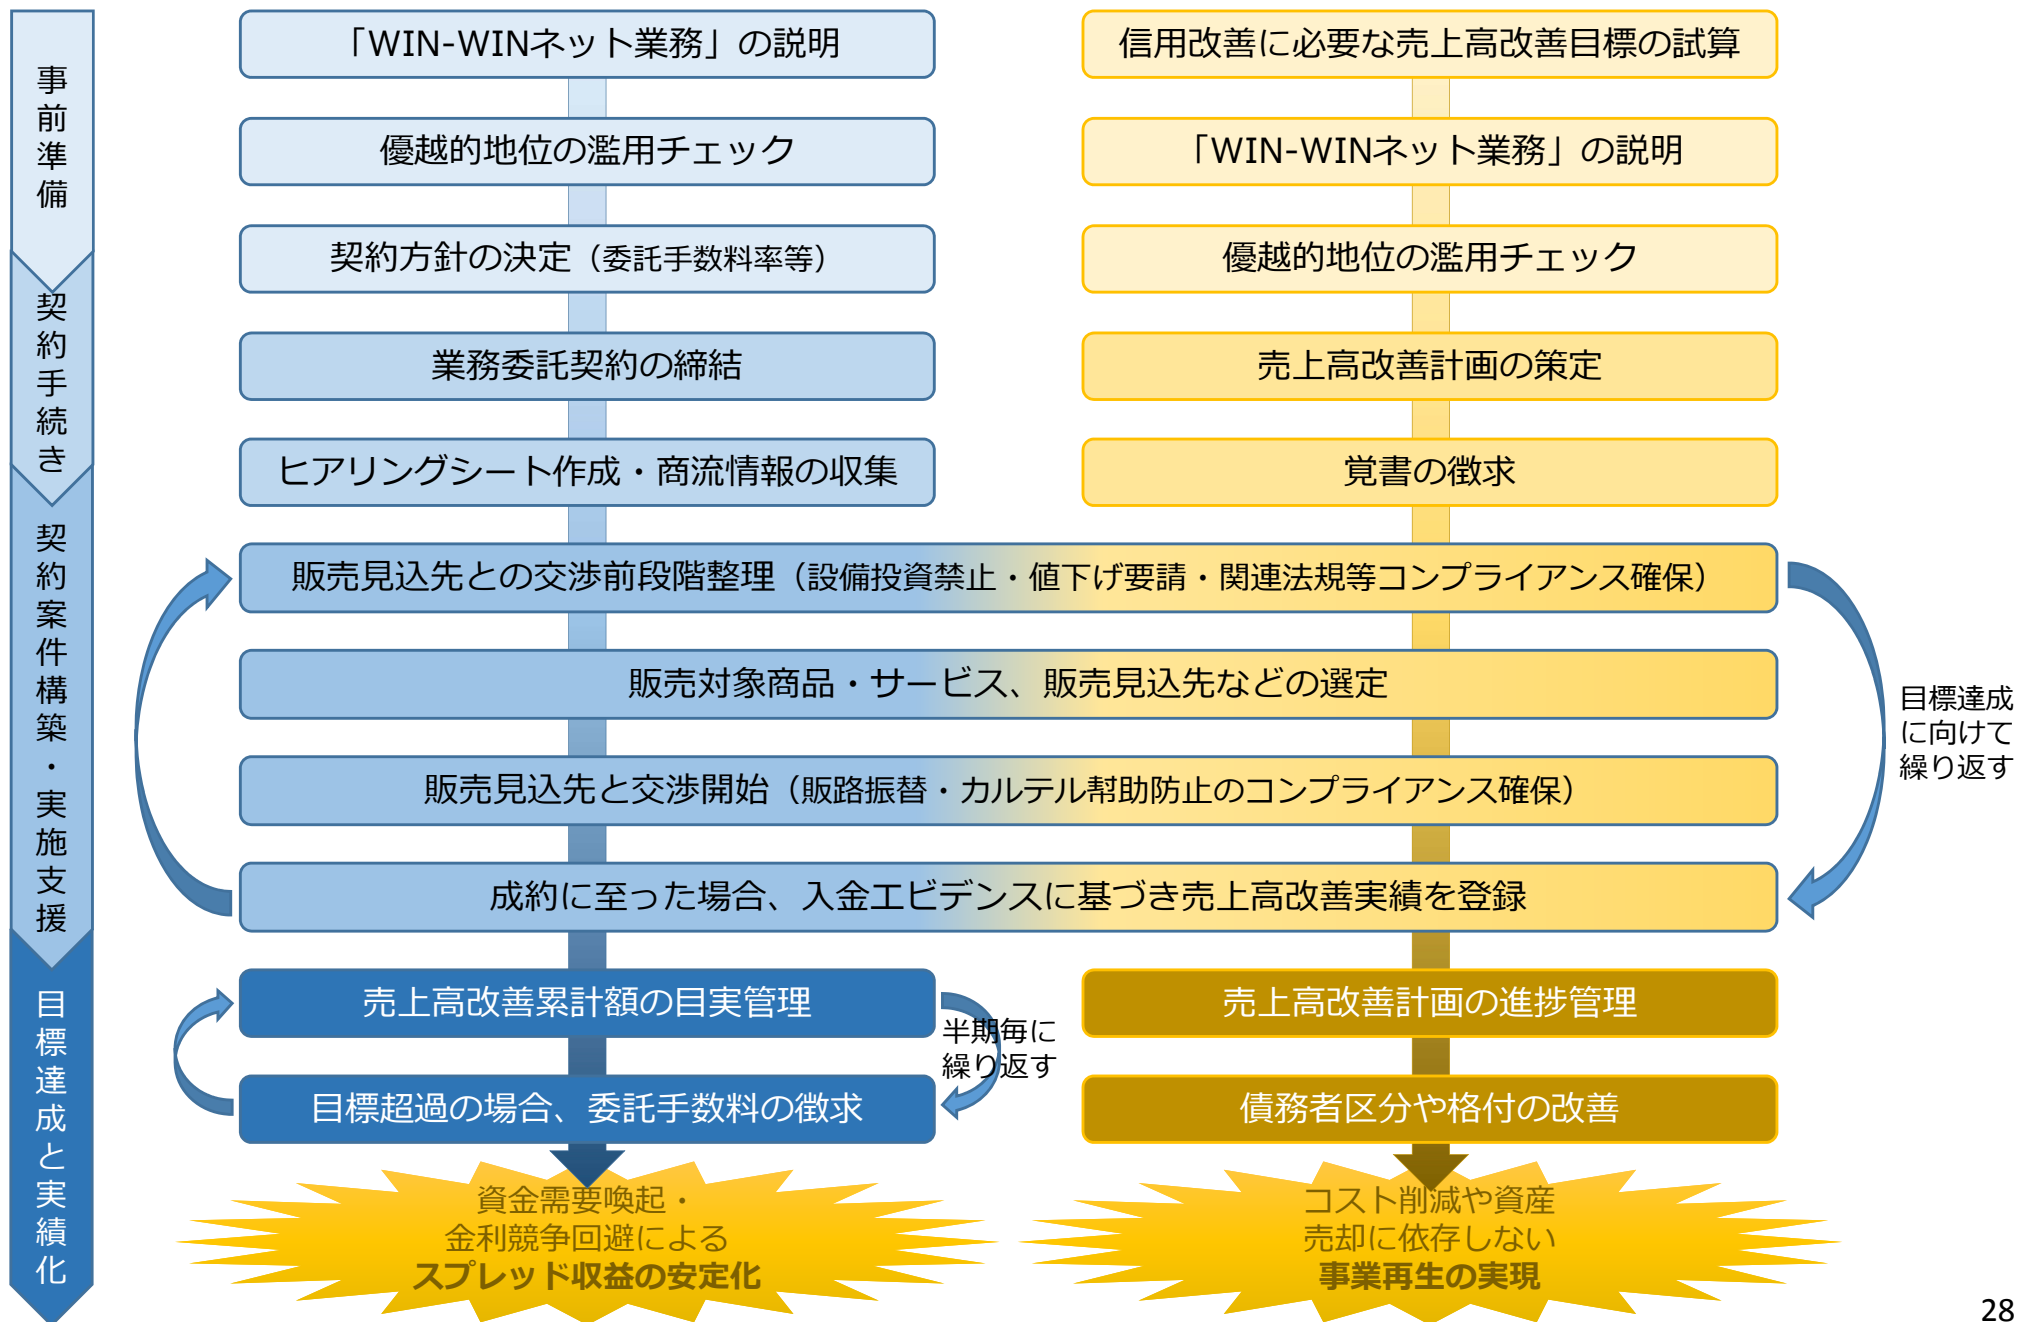 事前準備
「WIN-WINネット業務」の説明
信用改善に必要な売上高改善目標の試算
優越的地位の濫用チェック
「WIN-WINネット業務」の説明
契約方針の決定（委託手数料率等）
優越的地位の濫用チェック
契約手続き
業務委託契約の締結
売上高改善計画の策定
ヒアリングシート作成・商流情報の収集
覚書の徴求
契約案件構築・実施支援
販売見込先との交渉前段階整理（設備投資禁止・値下げ要請・関連法規等コンプライアンス確保）
販売対象商品・サービス、販売見込先などの選定
目標達成
に向けて
繰り返す
販売見込先と交渉開始（販路振替・カルテル幇助防止のコンプライアンス確保）
成約に至った場合、入金エビデンスに基づき売上高改善実績を登録
目標達成と実績化
売上高改善累計額の目実管理
半期毎に
繰り返す
売上高改善計画の進捗管理
目標超過の場合、委託手数料の徴求
債務者区分や格付の改善
資金需要喚起・
金利競争回避による
スプレッド収益の安定化
コスト削減や資産
売却に依存しない
事業再生の実現
28